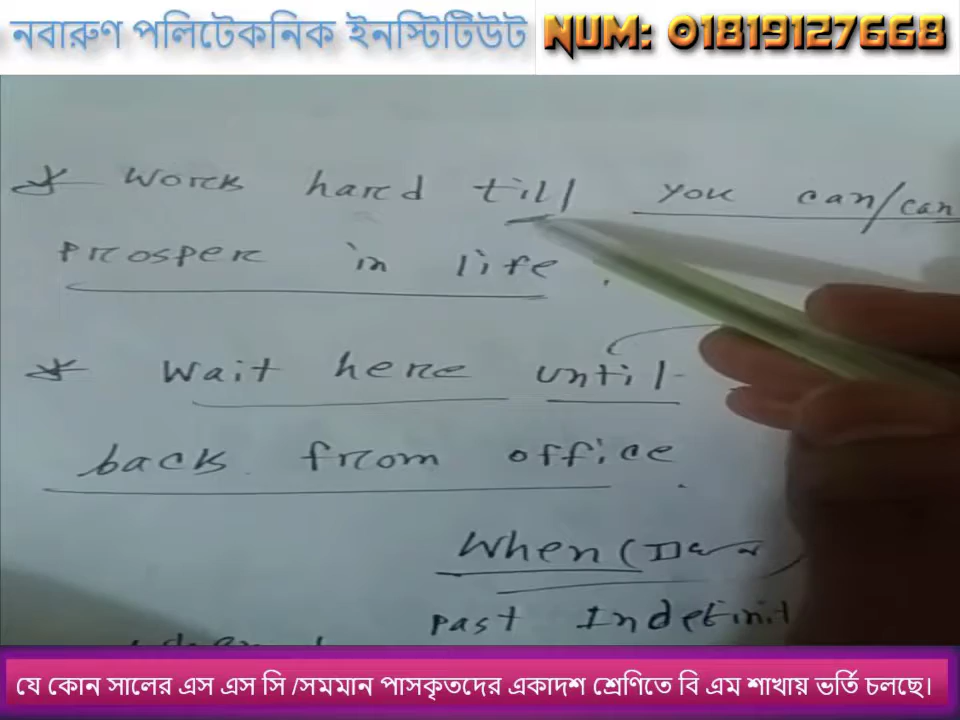 নবারুণ পলিটেকনিক ইনস্টিটিউট NUM: 01819127668
* Work hard till you can/can
prosper in life.
* Wait here until
back from office.
When (
past Indefinit
যে কোন সালের এস এস সি /সমমান পাসকৃতদের একাদশ শ্রেণিতে বি এম শাখায় ভর্তি চলছে।